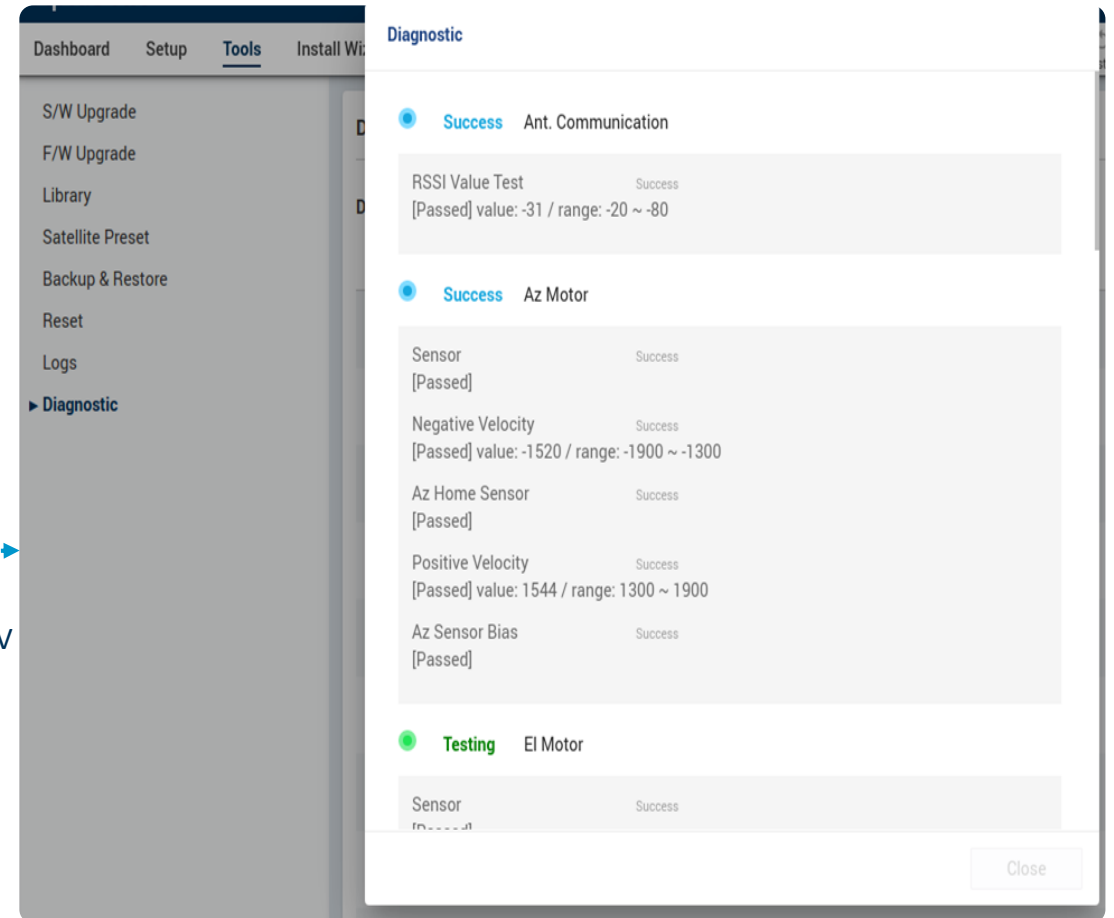 Dashboard Setup Tools Install
S/W Upgrade
F/W Upgrade
Library
Satellite Preset
Backup & Restore
Reset
Logs
▸ Diagnostic
V
Diagnostic
Success Ant. Communication
RSSI Value Test Success
[Passed] value: -31 / range: -20 ~ -80
Success Az Motor
Sensor Success
[Passed]
Negative Velocity Success
[Passed] value: -1520 / range: -1900 ~ -1300
Az Home Sensor Success
[Passed]
Positive Velocity Success
[Passed] value: 1544 / range: 1300 ~ 1900
Az Sensor Bias Success
[Passed]
Testing El Motor
Sensor Success
[Passed]
Close